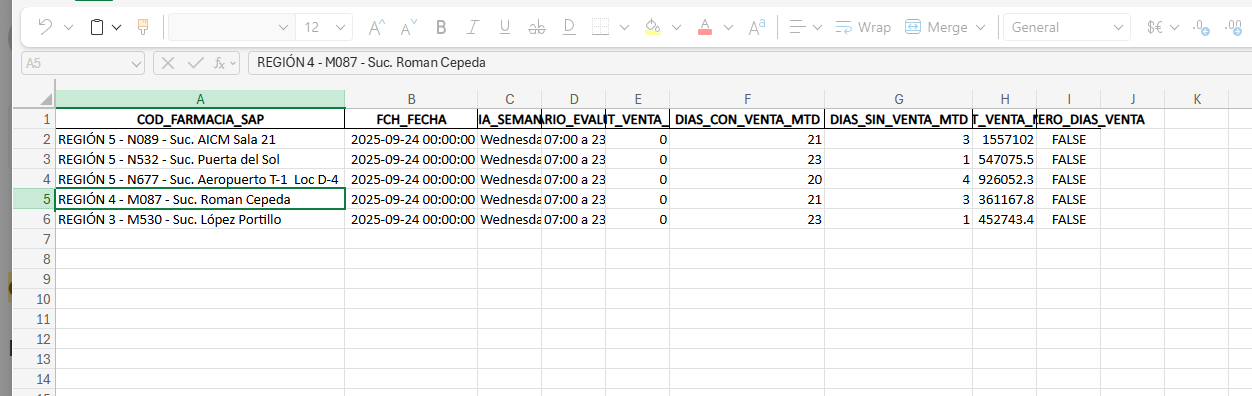 12 A A B I U ab D A Aª Wrap Merge General $€ .0 .00
A5 fx REGIÓN 4 - M087 - Suc. Roman Cepeda
A B C D E F G H I J K
1 COD_FARMACIA_SAP FCH_FECHA IA_SEMAN ARIO_EVALU T_VENTA_ DIAS_CON_VENTA_MTD DIAS_SIN_VENTA_MTD T_VENTA_M ERO_DIAS_VENTA
2 REGIÓN 5 - N089 - Suc. AICM Sala 21 2025-09-24 00:00:00 Wednesda 07:00 a 23 0 21 3 1557102 FALSE
3 REGIÓN 5 - N532 - Suc. Puerta del Sol 2025-09-24 00:00:00 Wednesda 07:00 a 23 0 23 1 547075.5 FALSE
4 REGIÓN 5 - N677 - Suc. Aeropuerto T-1 Loc D-4 2025-09-24 00:00:00 Wednesda 07:00 a 23 0 20 4 926052.3 FALSE
5 REGIÓN 4 - M087 - Suc. Roman Cepeda 2025-09-24 00:00:00 Wednesda 07:00 a 23 0 21 3 361167.8 FALSE
6 REGIÓN 3 - M530 - Suc. López Portillo 2025-09-24 00:00:00 Wednesda 07:00 a 23 0 23 1 452743.4 FALSE
7
8
9
10
11
12
13
14